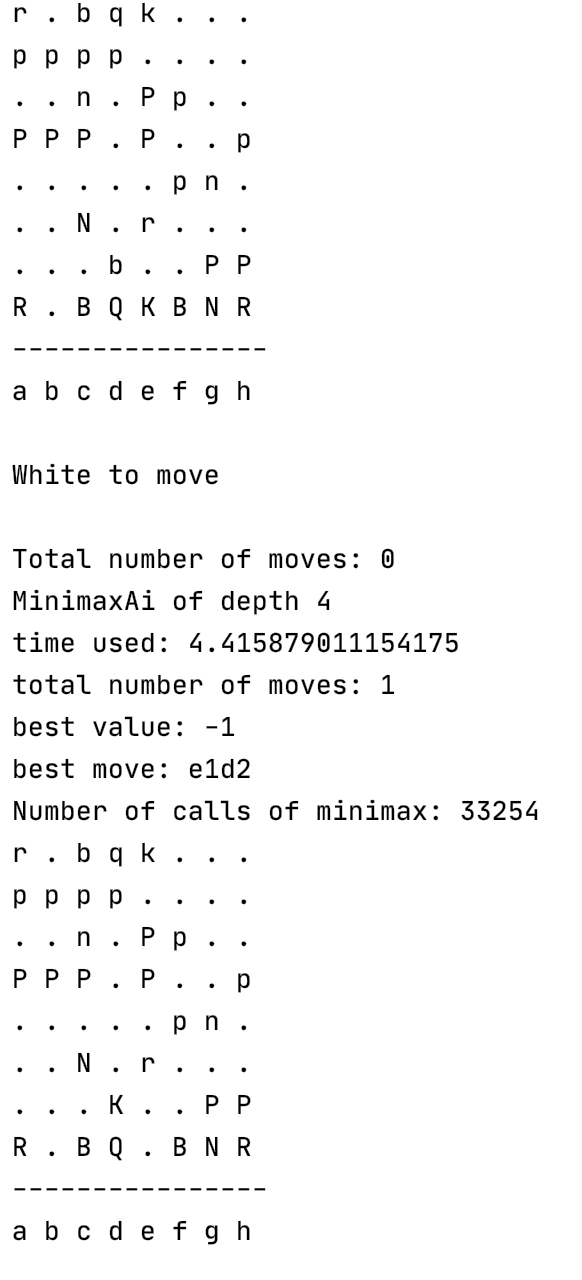 r . b q k . . .
p p p p . . . .
. . n . P p . .
P P P . P . . p
. . . . . p n .
. . N . r . . .
. . . b . . P P
R . B Q K B N R
----------------
a b c d e f g h
White to move
Total number of moves: 0
MinimaxAi of depth 4
time used: 4.415879011154175
total number of moves: 1
best value: -1
best move: e1d2
Number of calls of minimax: 33254
r . b q k . . .
p p p p . . . .
. . n . P p . .
P P P . P . . p
. . . . . p n .
. . N . r . . .
. . . K . . P P
R . B Q . B N R
----------------
a b c d e f g h